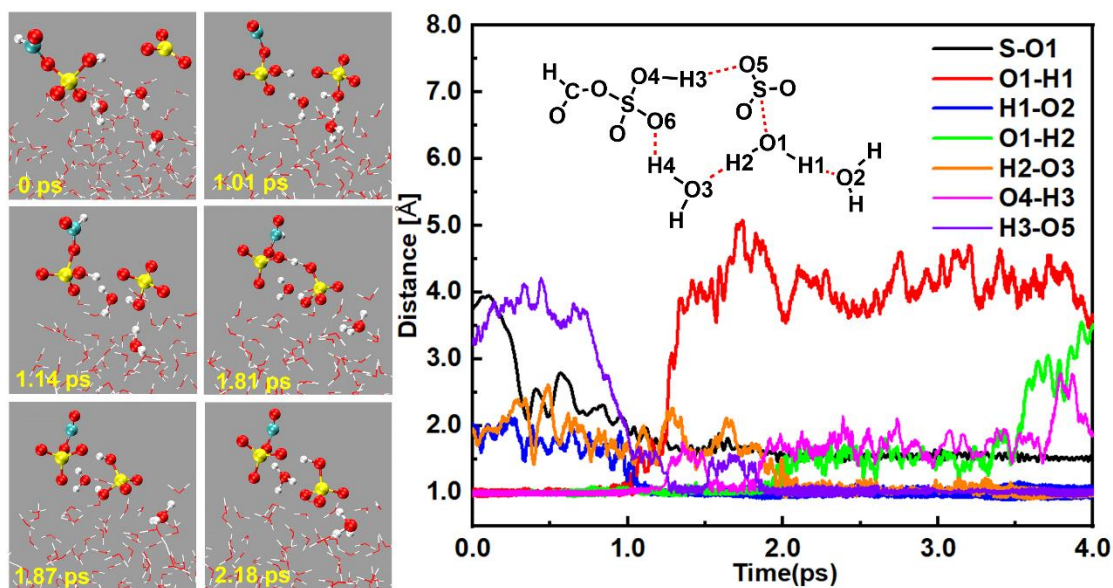 0 ps
1.01 ps
1.14 ps
1.81 ps
1.87 ps
2.18 ps
Distance [Å]
8.0
7.0
6.0
5.0
4.0
3.0
2.0
1.0
0.0
1.0
2.0
3.0
4.0
Time(ps)
S-O1
O1-H1
H1-O2
O1-H2
H2-O3
O4-H3
H3-O5
H
O4
H3
O5
C
O
S
S
O
O
O6
O
O
O1
H4
H2
H1
H
O3
O2
H
H